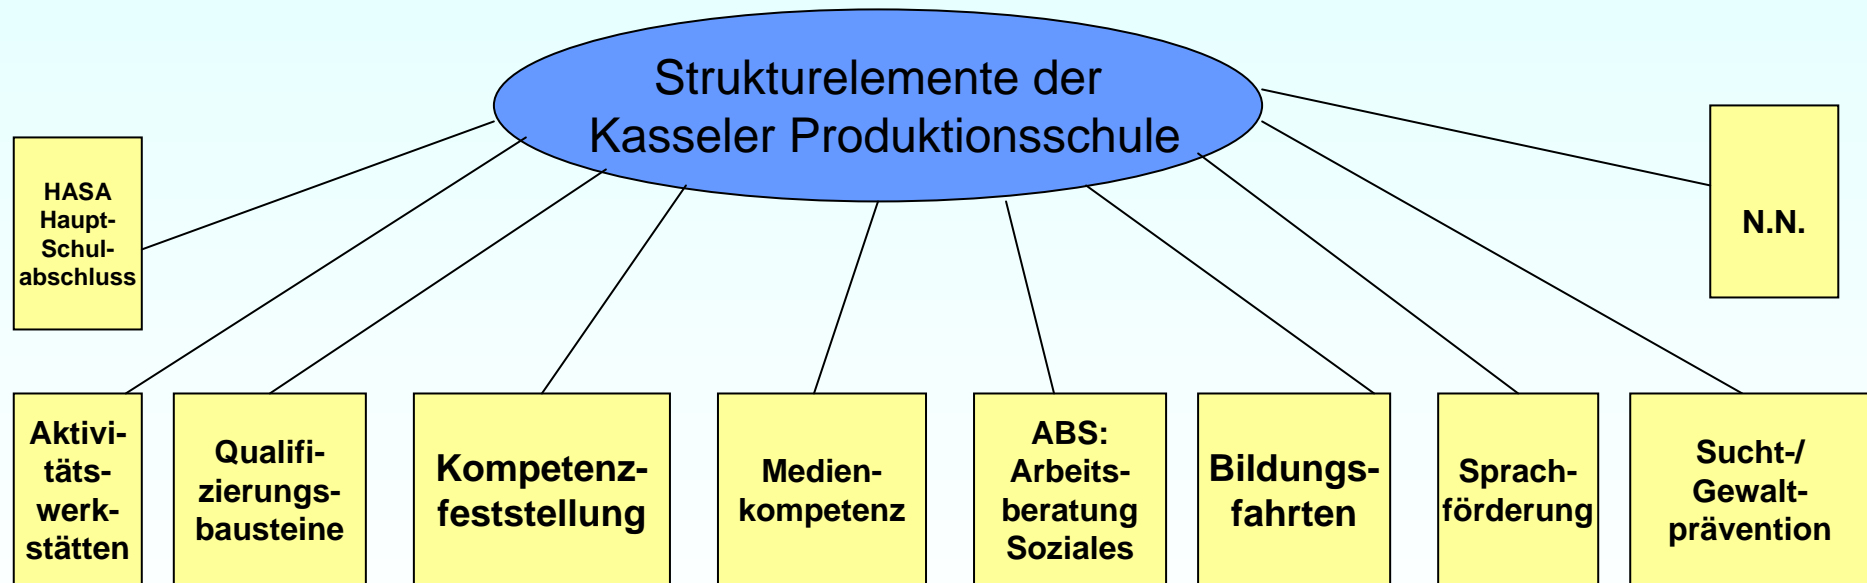 Strukturelemente der
Kasseler Produktionsschule
HASA
Haupt-
Schul-
abschluss
N.N.
Aktivi-
täts-
werk-
stätten
Qualifi-
zierungs-
bausteine
Kompetenz-
feststellung
Medien-
kompetenz
ABS:
Arbeits-
beratung
Soziales
Bildungs-
fahrten
Sprach-
förderung
Sucht-/
Gewalt-
prävention